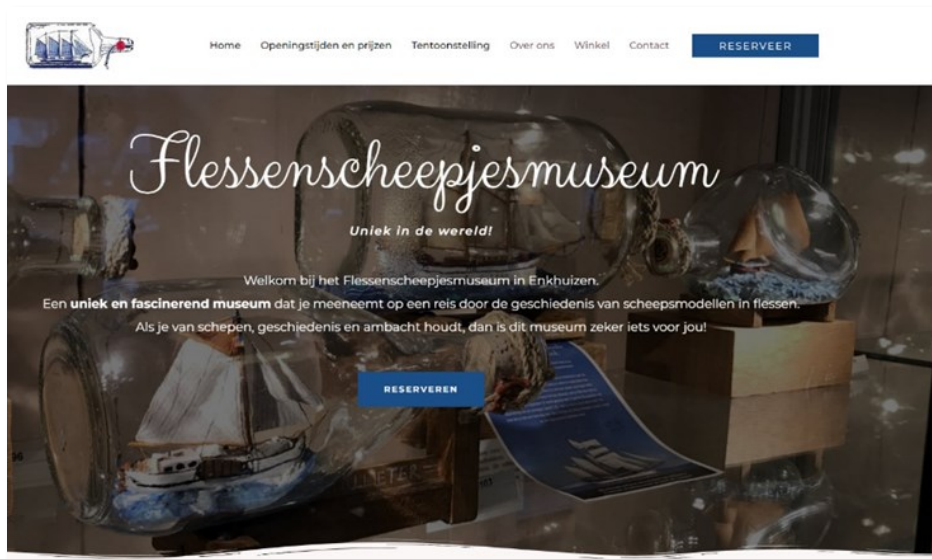 Home Openingstijden en prijzen Tentoonstelling Over ons Winkel Contact RESERVEER
Flessenscheepjesmuseum
Uniek in de wereld!
Welkom bij het Flessenscheepjesmuseum in Enkhuizen.
Een uniek en fascinerend museum dat je meeneemt op een reis door de geschiedenis van scheepsmodellen in flessen.
Als je van schepen, geschiedenis en ambacht houdt, dan is dit museum zeker iets voor jou!
RESERVEREN